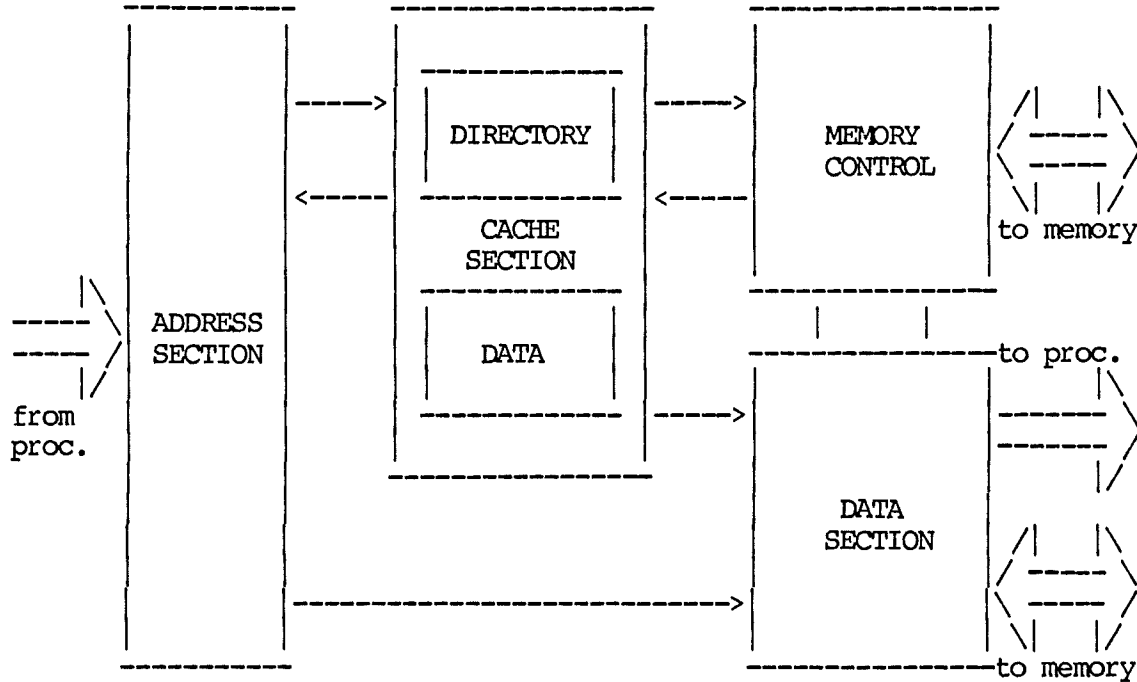 DIRECTORY
MEMORY
CONTROL
CACHE
SECTION
to memory
ADDRESS
SECTION
DATA
to proc.
from
proc.
DATA
SECTION
to memory